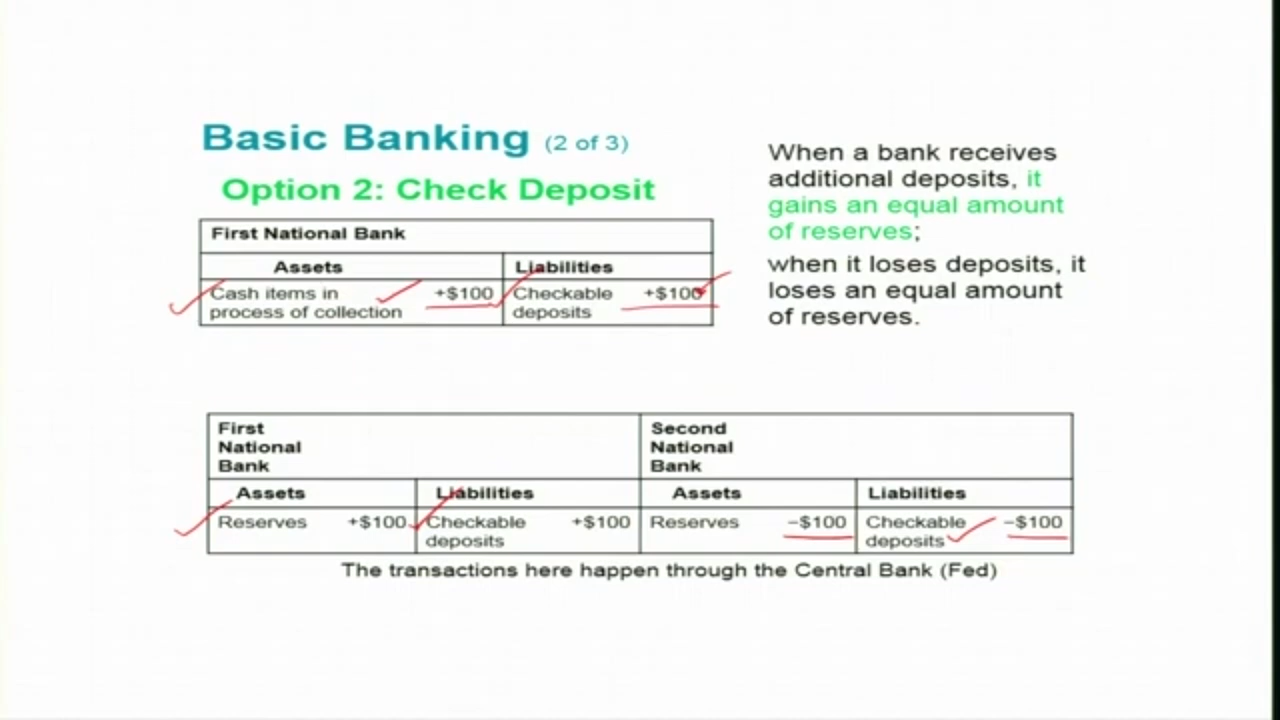 Basic Banking (2 of 3)
Option 2: Check Deposit
First National Bank
Assets Liabilities
Cash items in process of collection +$100 Checkable deposits +$100
When a bank receives
additional deposits, it
gains an equal amount
of reserves;
when it loses deposits, it
loses an equal amount
of reserves.
First National Bank Second National Bank
Assets Liabilities Assets Liabilities
Reserves +$100 Checkable deposits +$100 Reserves −$100 Checkable deposits −$100
The transactions here happen through the Central Bank (Fed)